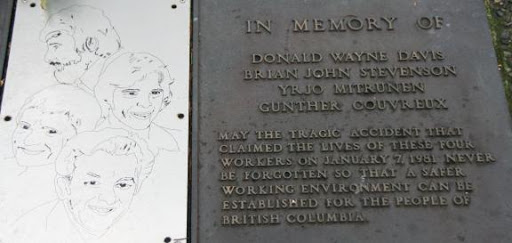 IN MEMORY OF
DONALD WAYNE DAVIS
BRIAN JOHN STEVENSON
YRJO MITRUNEN
GUNTHER COUVREUX
MAY THE TRAGIC ACCIDENT THAT
CLAIMED THE LIVES OF THESE FOUR
WORKERS ON JANUARY 7, 1981, NEVER
BE FORGOTTEN SO THAT A SAFER
WORKING ENVIRONMENT CAN BE
ESTABLISHED FOR THE PEOPLE OF
BRITISH COLUMBIA.